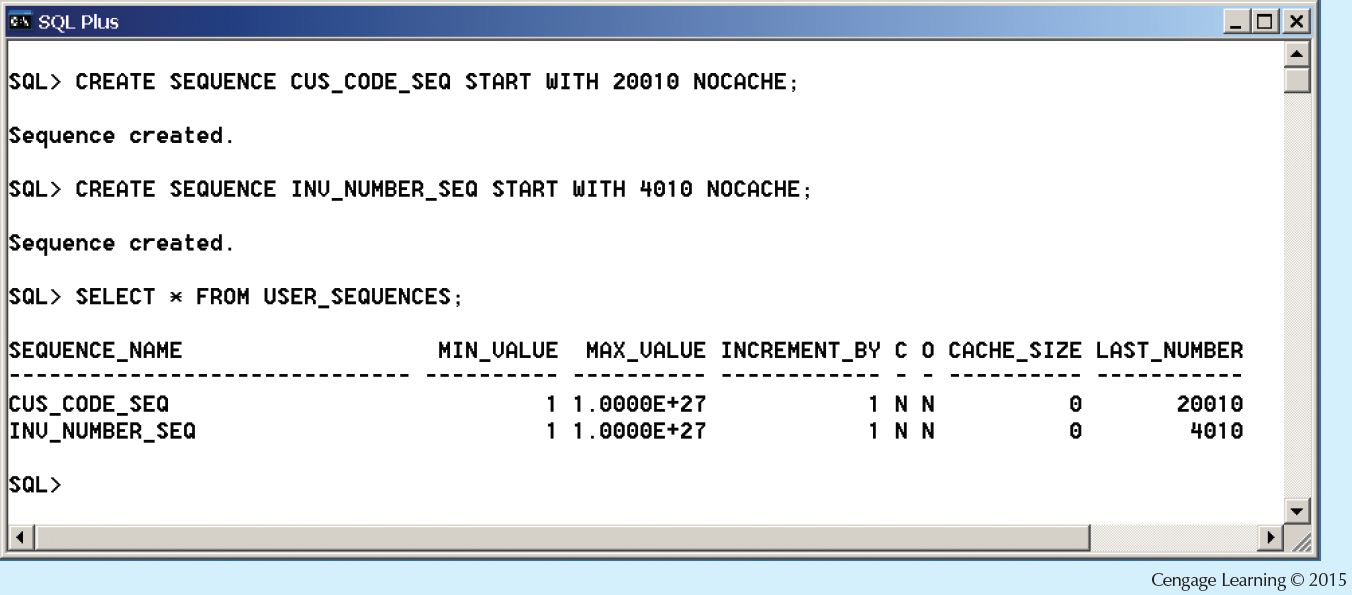 SQL Plus
SQL> CREATE SEQUENCE CUS_CODE_SEQ START WITH 20010 NOCACHE;
Sequence created.
SQL> CREATE SEQUENCE INV_NUMBER_SEQ START WITH 4010 NOCACHE;
Sequence created.
SQL> SELECT * FROM USER_SEQUENCES;
SEQUENCE_NAME                   MIN_VALUE  MAX_VALUE INCREMENT_BY C O CACHE_SIZE LAST_NUMBER
------------------------------ ---------- ---------- ------------ - - ---------- -----------
CUS_CODE_SEQ                            1 1.0000E+27            1 N N          0       20010
INV_NUMBER_SEQ                          1 1.0000E+27            1 N N          0        4010
SQL>
Cengage Learning © 2015